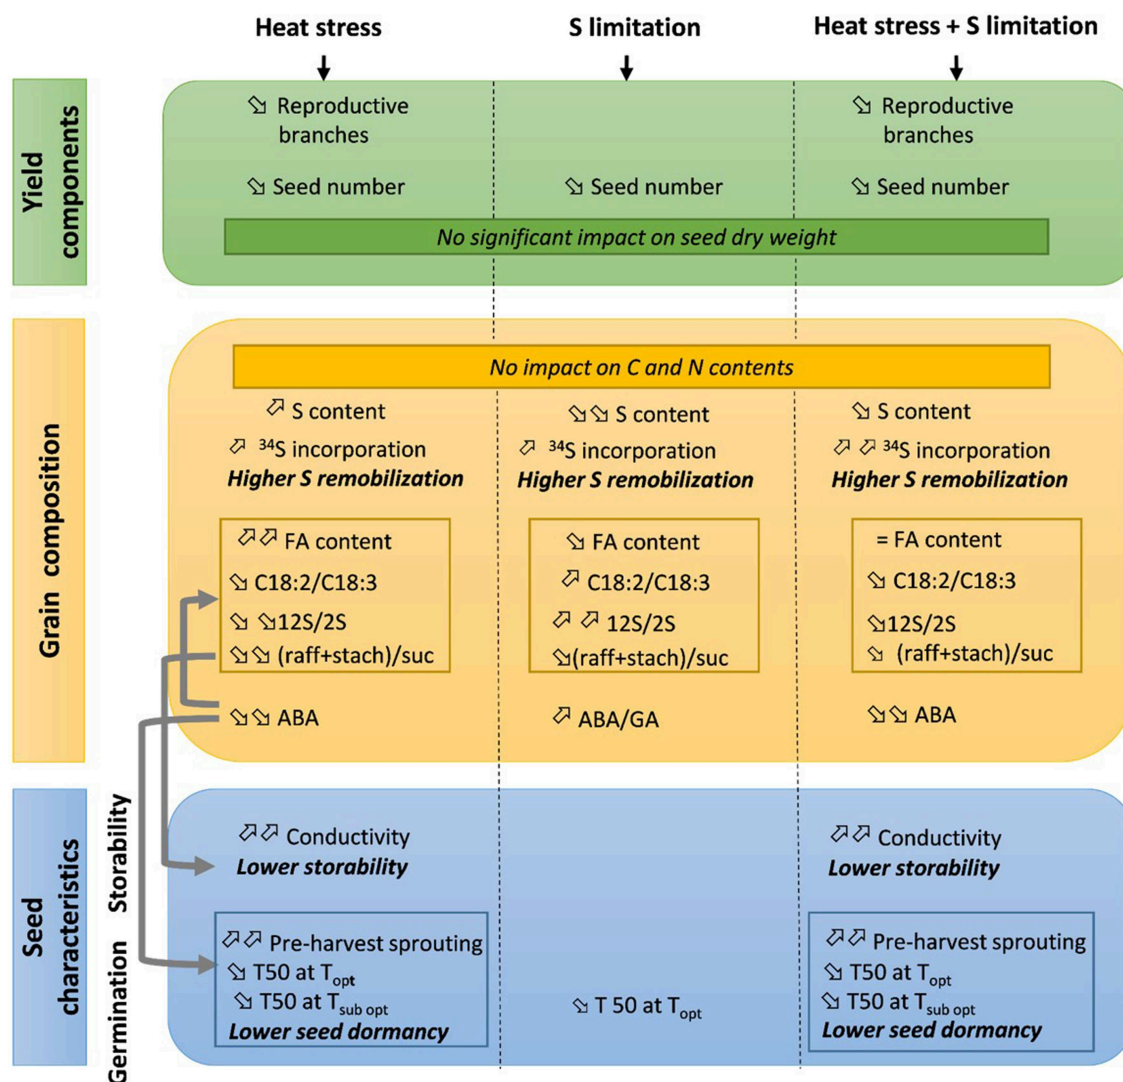 Heat stress
S limitation
Heat stress + S limitation
Yield
components
↘ Reproductive
branches
↘ Reproductive
branches
↘ Seed number
↘ Seed number
↘ Seed number
No significant impact on seed dry weight
Grain composition
No impact on C and N contents
↗ S content
↘↘ S content
↘ S content
↗ ³⁴S incorporation
↗ ³⁴S incorporation
↗ ↗ ³⁴S incorporation
Higher S remobilization
Higher S remobilization
Higher S remobilization
↗↗ FA content
↘ FA content
= FA content
↘ C18:2/C18:3
↗ C18:2/C18:3
↘ C18:2/C18:3
↘ ↘12S/2S
↗ ↗ 12S/2S
↘12S/2S
↘↘ (raff+stach)/suc
↘(raff+stach)/suc
↘ (raff+stach)/suc
↘↘ ABA
↗ ABA/GA
↘↘ ABA
Seed
characteristics
Germination Storability
↗↗ Conductivity
↗↗ Conductivity
Lower storability
Lower storability
↗↗ Pre-harvest sprouting
↗↗ Pre-harvest sprouting
↘ T50 at Topt
↘ T50 at Topt
↘ T50 at Tsub opt
↘ T 50 at Topt
↘ T50 at Tsub opt
Lower seed dormancy
Lower seed dormancy